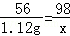 56/1.12g = 98/x